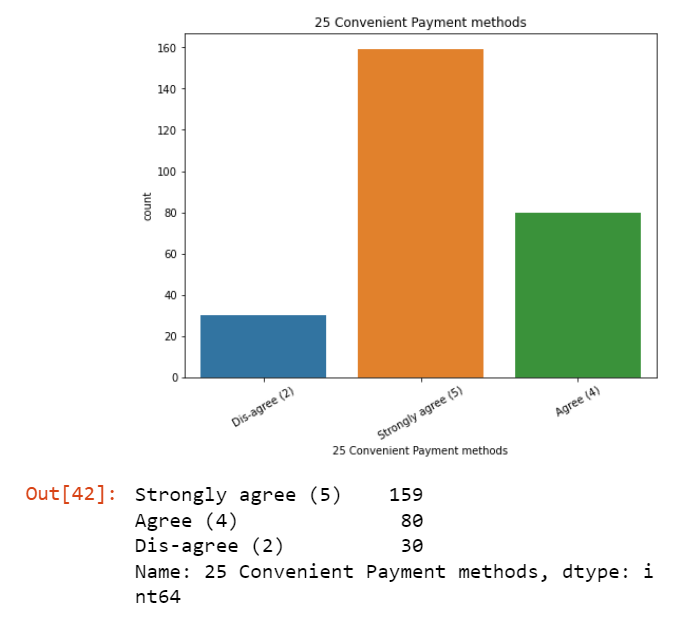 25 Convenient Payment methods
160
140
120
100
80
60
40
20
0
count
Dis-agree (2)
Strongly agree (5)
Agree (4)
25 Convenient Payment methods
Out[42]: Strongly agree (5)    159
Agree (4)              80
Dis-agree (2)          30
Name: 25 Convenient Payment methods, dtype: i
nt64